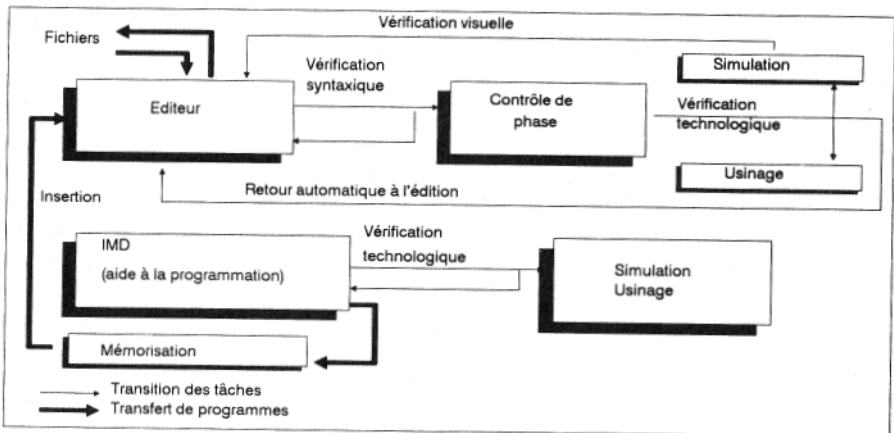 Vérification visuelle
Fichiers
Simulation
Vérification
syntaxique
Editeur
Contrôle de
phase
Vérification
technologique
Usinage
Insertion
Retour automatique à l'édition
IMD
(aide à la programmation)
Vérification
technologique
Simulation
Usinage
Mémorisation
Transition des tâches
Transfert de programmes